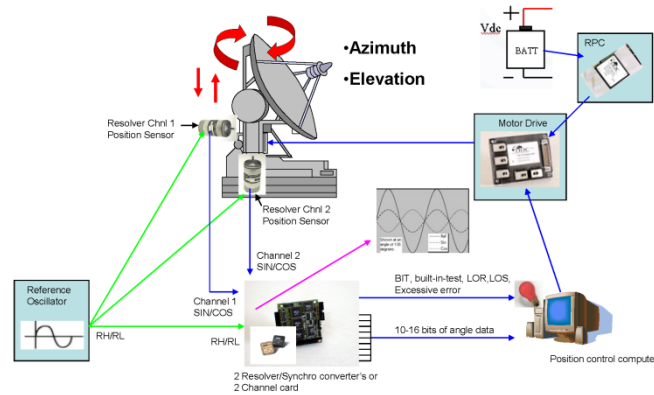 •Azimuth
•Elevation
Vdc
+
BATT
−
RPC
Resolver Chnl 1
Position Sensor
Motor Drive
Resolver Chnl 2
Position Sensor
Channel 2
SIN/COS
Reference
Oscillator
RH/RL
Channel 1
SIN/COS
RH/RL
BIT, built-in-test, LOR,LOS,
Excessive error
10-16 bits of angle data
Position control compute
2 Resolver/Synchro converter's or
2 Channel card